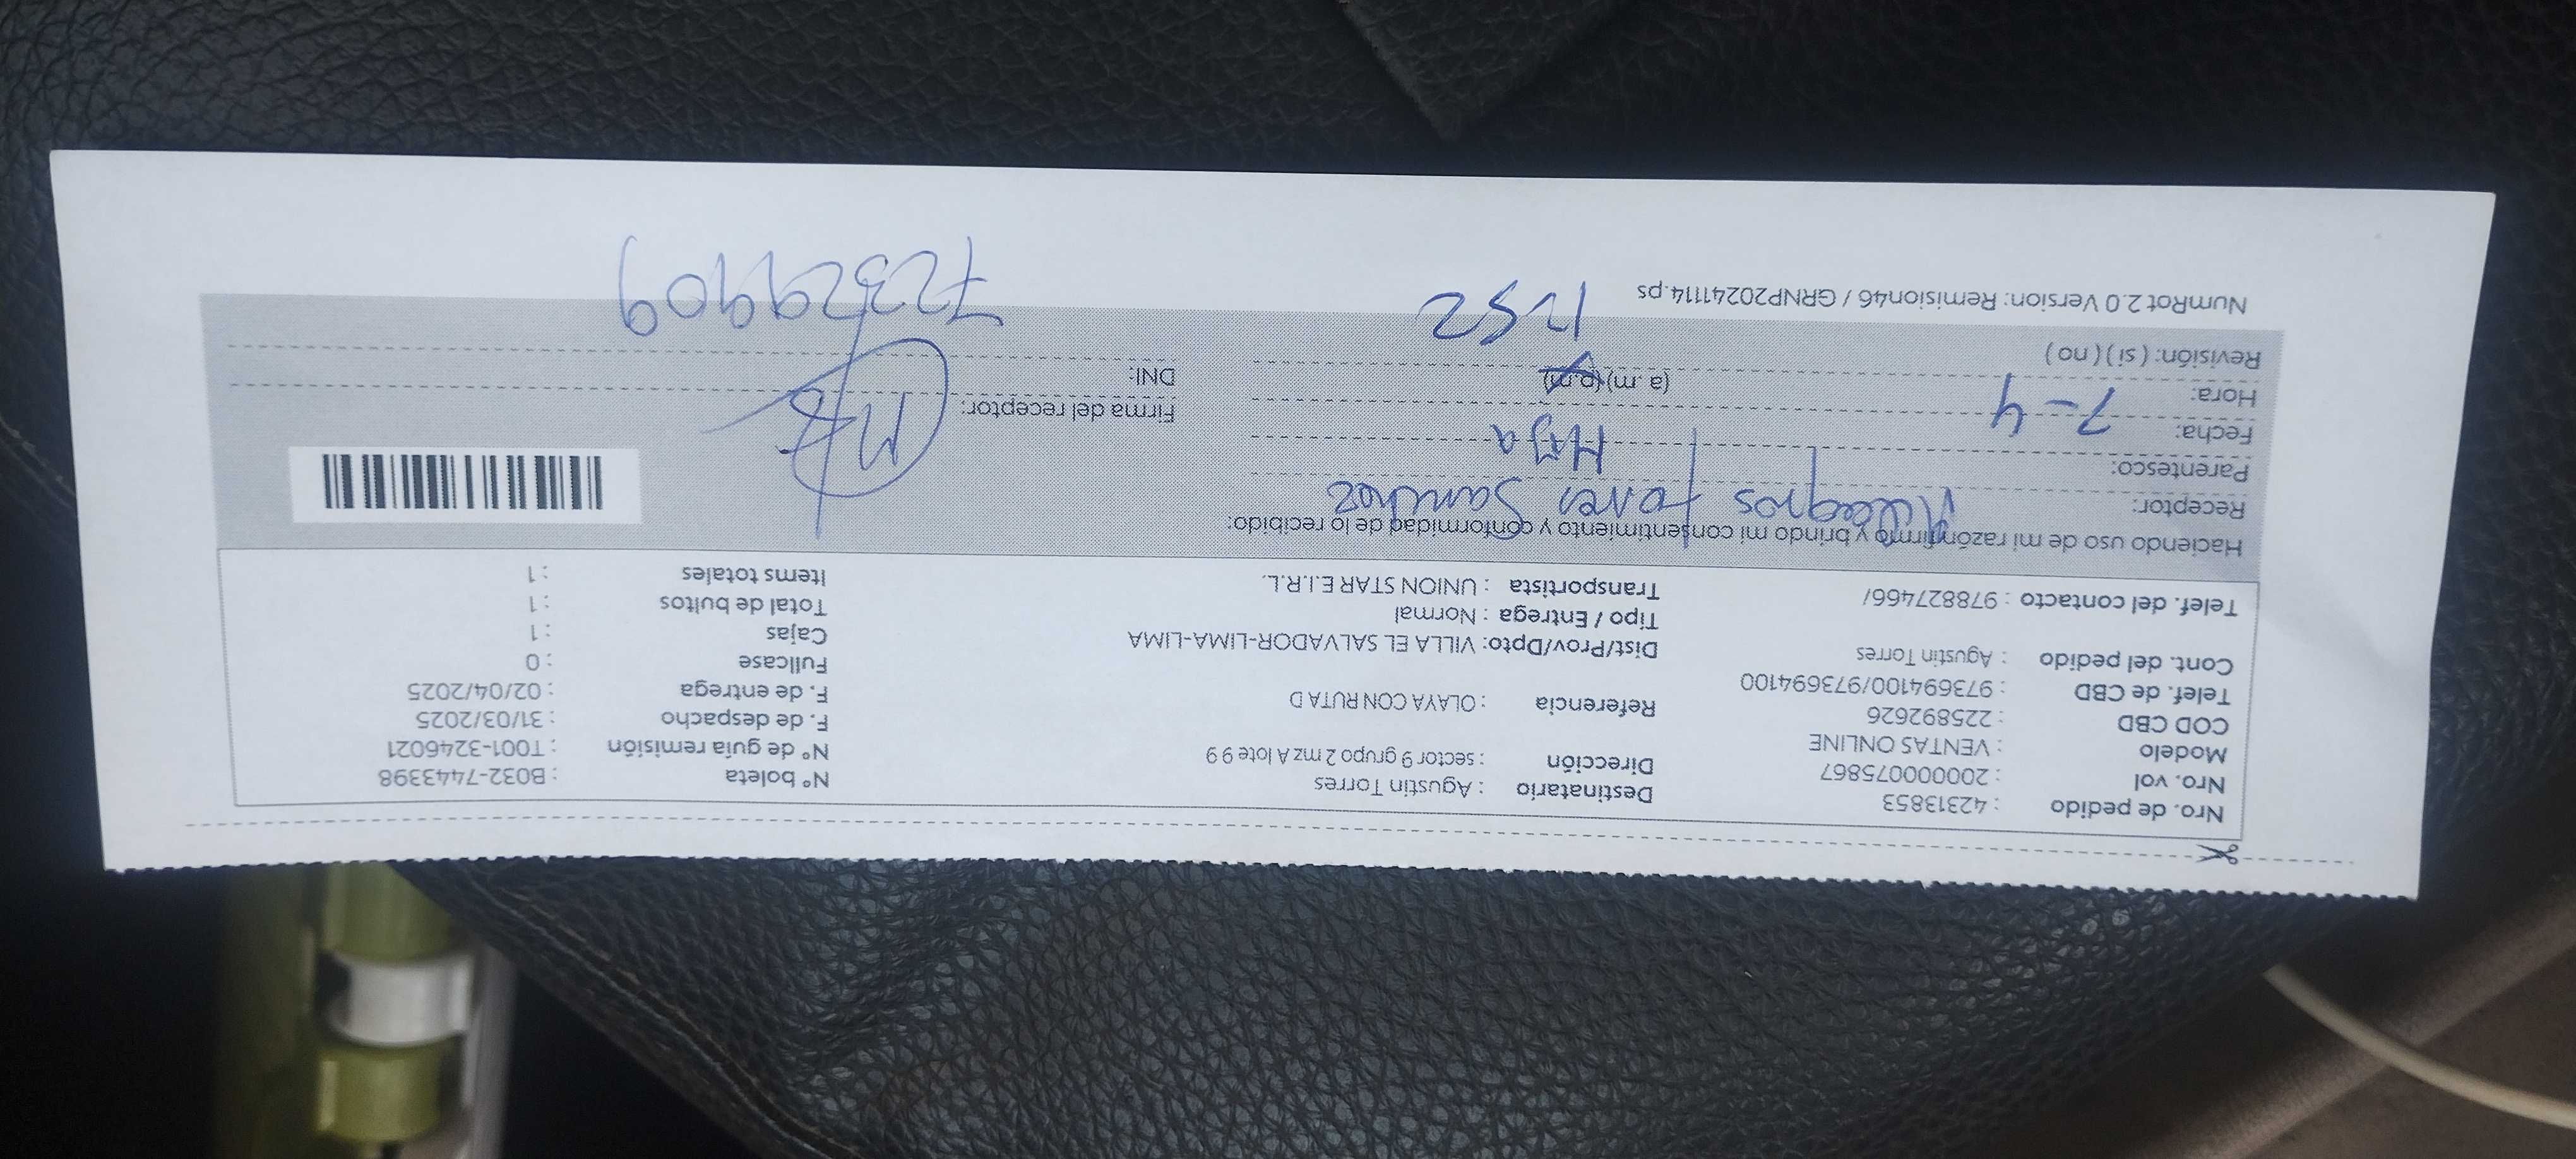 Nro. de pedido : 42313853
Nro. vol : 20000075867
Modelo : VENTAS ONLINE
COD CBD : 225892626
Telef. de CBD : 973694100/973694100
Cont. del pedido : Agustin Torres
Telef. del contacto : 978827466/
Destinatario : Agustin Torres
Dirección : sector 9 grupo 2 mz A lote 9 9
Referencia : OLAYA CON RUTA D
Dist/Prov/Dpto: VILLA EL SALVADOR-LIMA-LIMA
Tipo / Entrega : Normal
Transportista : UNION STAR E.I.R.L.
N° boleta : B032-7443398
N° de guía remisión : T001-3246021
F. de despacho : 31/03/2025
F. de entrega : 02/04/2025
Fullcase : 0
Cajas : 1
Total de bultos : 1
Items totales : 1
Haciendo uso de mi razón firmo y brindo mi consentimiento y conformidad de lo recibido:
Receptor: Milagros Torres Sanchez
Parentesco: Hija
Fecha: 7-4
Hora: (a .m) (p.m) 12 52
Revisión: ( si ) ( no )
Firma del receptor:
DNI: 72329909
NumRot 2.0 Version: Remision46 / GRNP20241114.ps